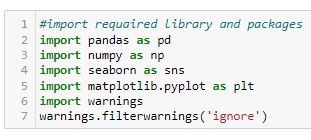 1 #import requaired library and packages
2 import pandas as pd
3 import numpy as np
4 import seaborn as sns
5 import matplotlib.pyplot as plt
6 import warnings
7 warnings.filterwarnings('ignore')